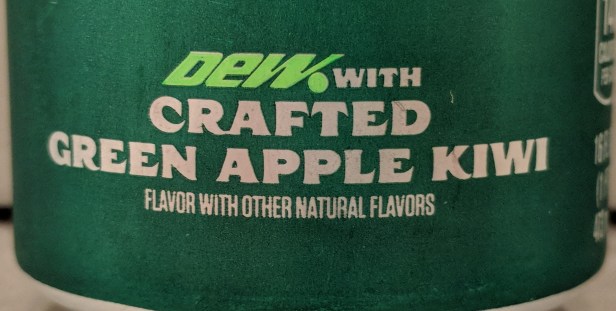 Dew. WITH
CRAFTED
GREEN APPLE KIWI
FLAVOR WITH OTHER NATURAL FLAVORS